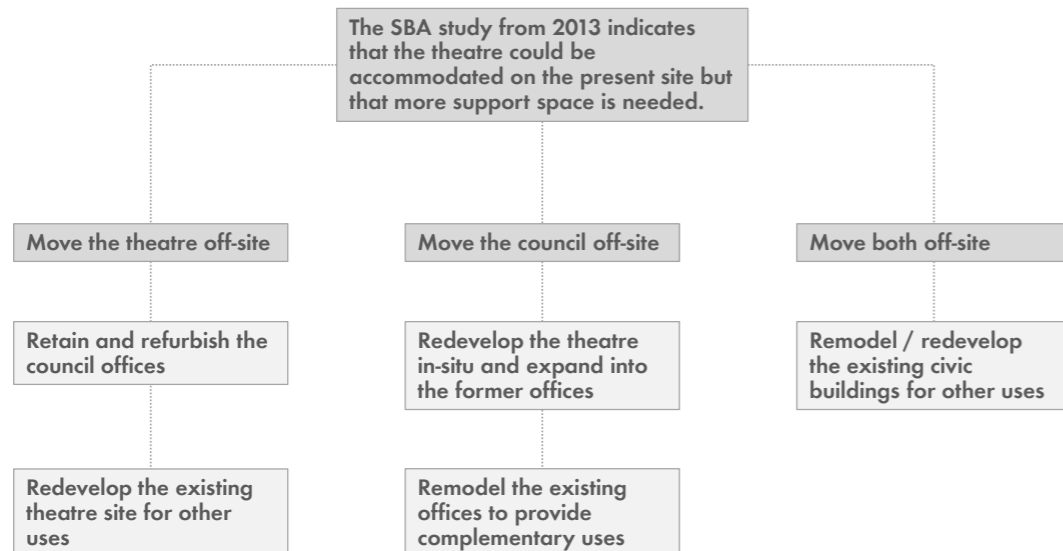 The SBA study from 2013 indicates
that the theatre could be
accommodated on the present site but
that more support space is needed.
Move the theatre off-site
Move the council off-site
Move both off-site
Retain and refurbish the
council offices
Redevelop the theatre
in-situ and expand into
the former offices
Remodel / redevelop
the existing civic
buildings for other uses
Redevelop the existing
theatre site for other
uses
Remodel the existing
offices to provide
complementary uses